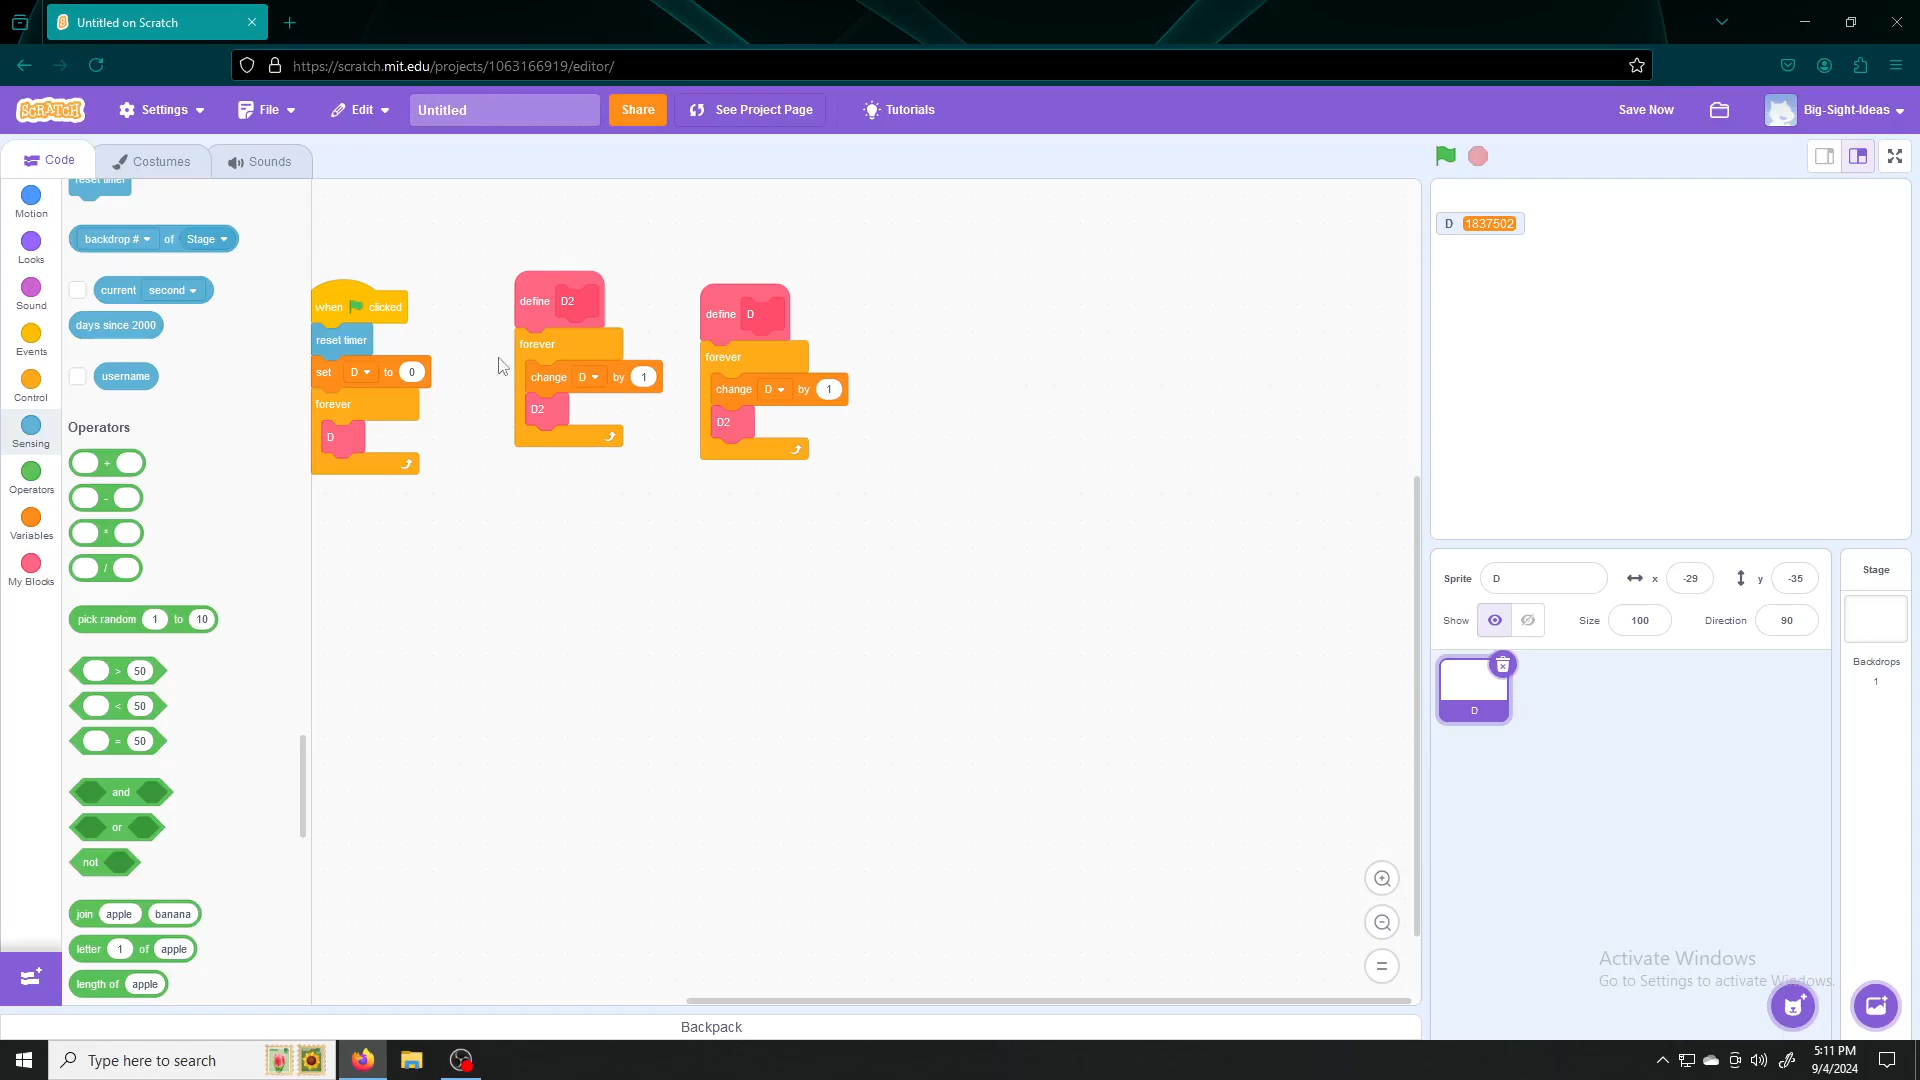 Untitled on Scratch
https://scratch.mit.edu/projects/1063166919/editor/
SCRATCH
Settings
File
Edit
Untitled
Share
See Project Page
Tutorials
Save Now
Big-Sight-Ideas
Code
Costumes
Sounds
Motion
Looks
Sound
Events
Control
Sensing
Operators
Variables
My Blocks
reset timer
backdrop # of Stage
current second
days since 2000
username
Operators
+
-
*
/
pick random 1 to 10
> 50
< 50
= 50
and
or
not
join apple banana
letter 1 of apple
length of apple
when clicked
reset timer
set D to 0
forever
D
define D2
forever
change D by 1
D2
define D
forever
change D by 1
D2
D 1837502
Sprite D x -29 y -35
Show Size 100 Direction 90
D
Stage
Backdrops
1
Activate Windows
Go to Settings to activate Windows.
Backpack
Type here to search
5:11 PM
9/4/2024